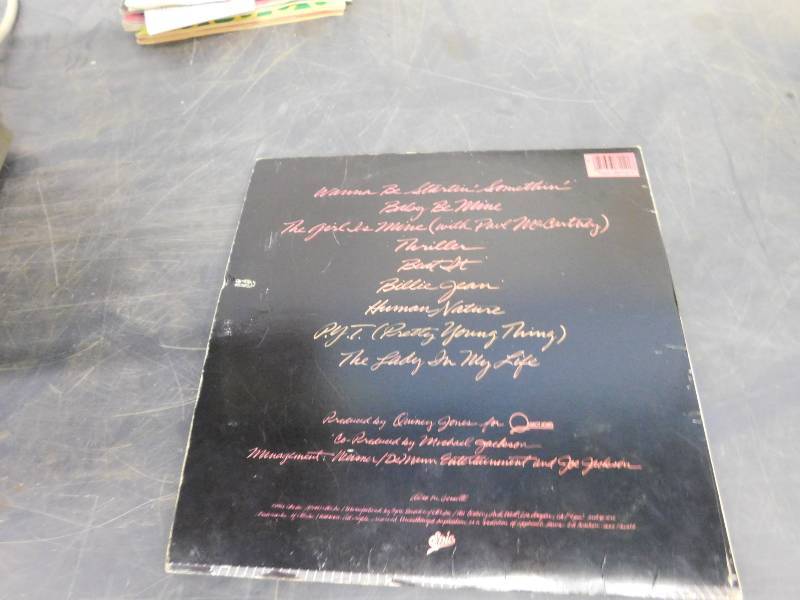 Wanna Be Startin' Somethin'
Baby Be Mine
The Girl Is Mine (with Paul McCartney)
Thriller
Beat It
Billie Jean
Human Nature
P.Y.T. (Pretty Young Thing)
The Lady In My Life
Produced by Quincy Jones for
Co-Produced by Michael Jackson
Management: Weisner/DeMann Entertainment and Joe Jackson
Epic